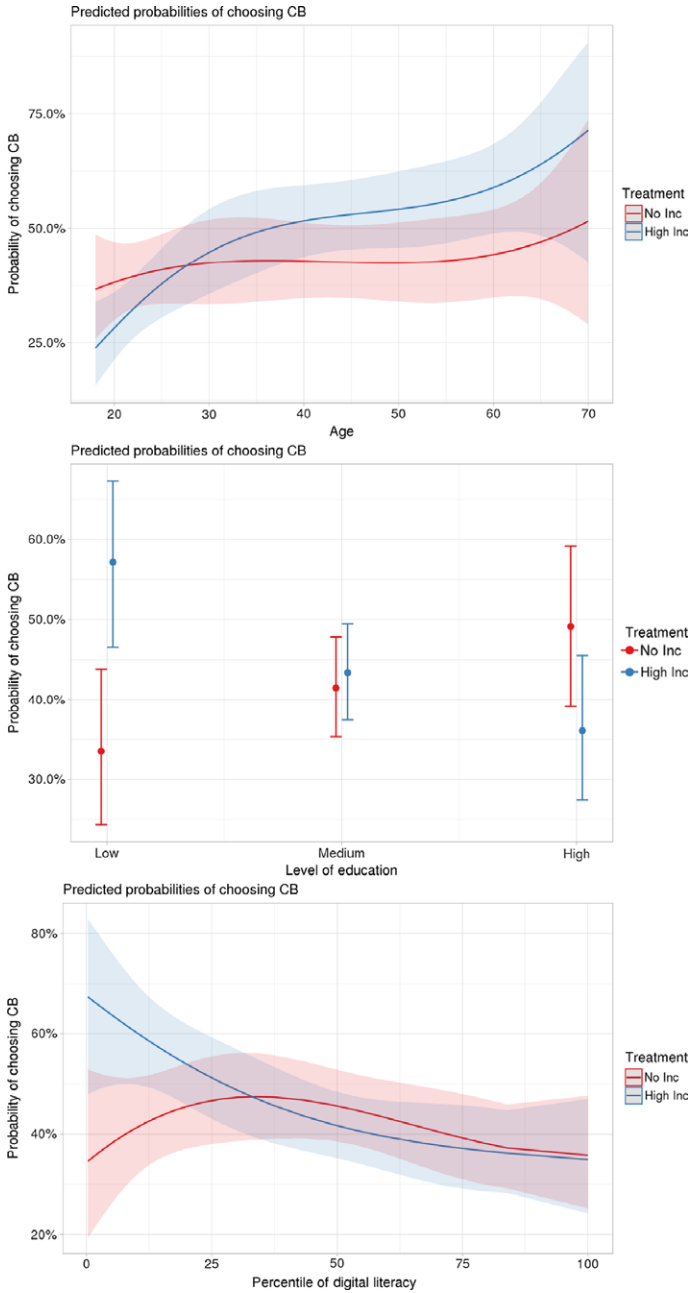 Predicted probabilities of choosing CB
75.0%
50.0%
25.0%
Probability of choosing CB
20 30 40 50 60 70
Age
Treatment
No Inc
High Inc
Predicted probabilities of choosing CB
60.0%
50.0%
40.0%
30.0%
Probability of choosing CB
Low Medium High
Level of education
Treatment
No Inc
High Inc
Predicted probabilities of choosing CB
80%
60%
40%
20%
Probability of choosing CB
0 25 50 75 100
Percentile of digital literacy
Treatment
No Inc
High Inc